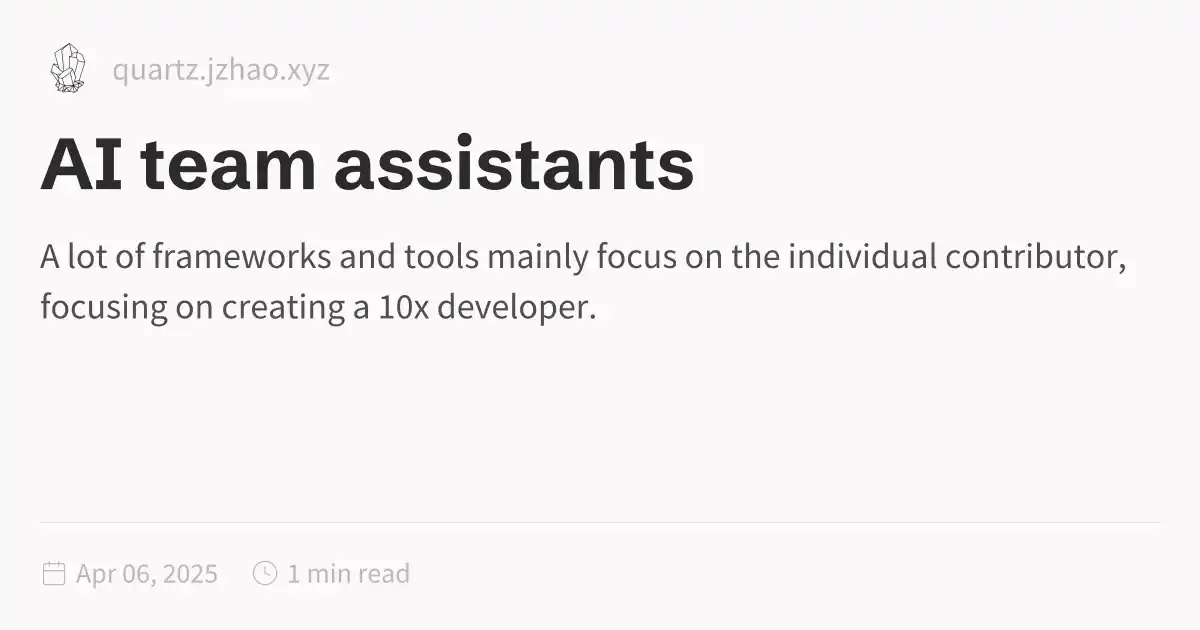 quartz.jzhao.xyz
AI team assistants
A lot of frameworks and tools mainly focus on the individual contributor,
focusing on creating a 10x developer.
Apr 06, 2025 1 min read